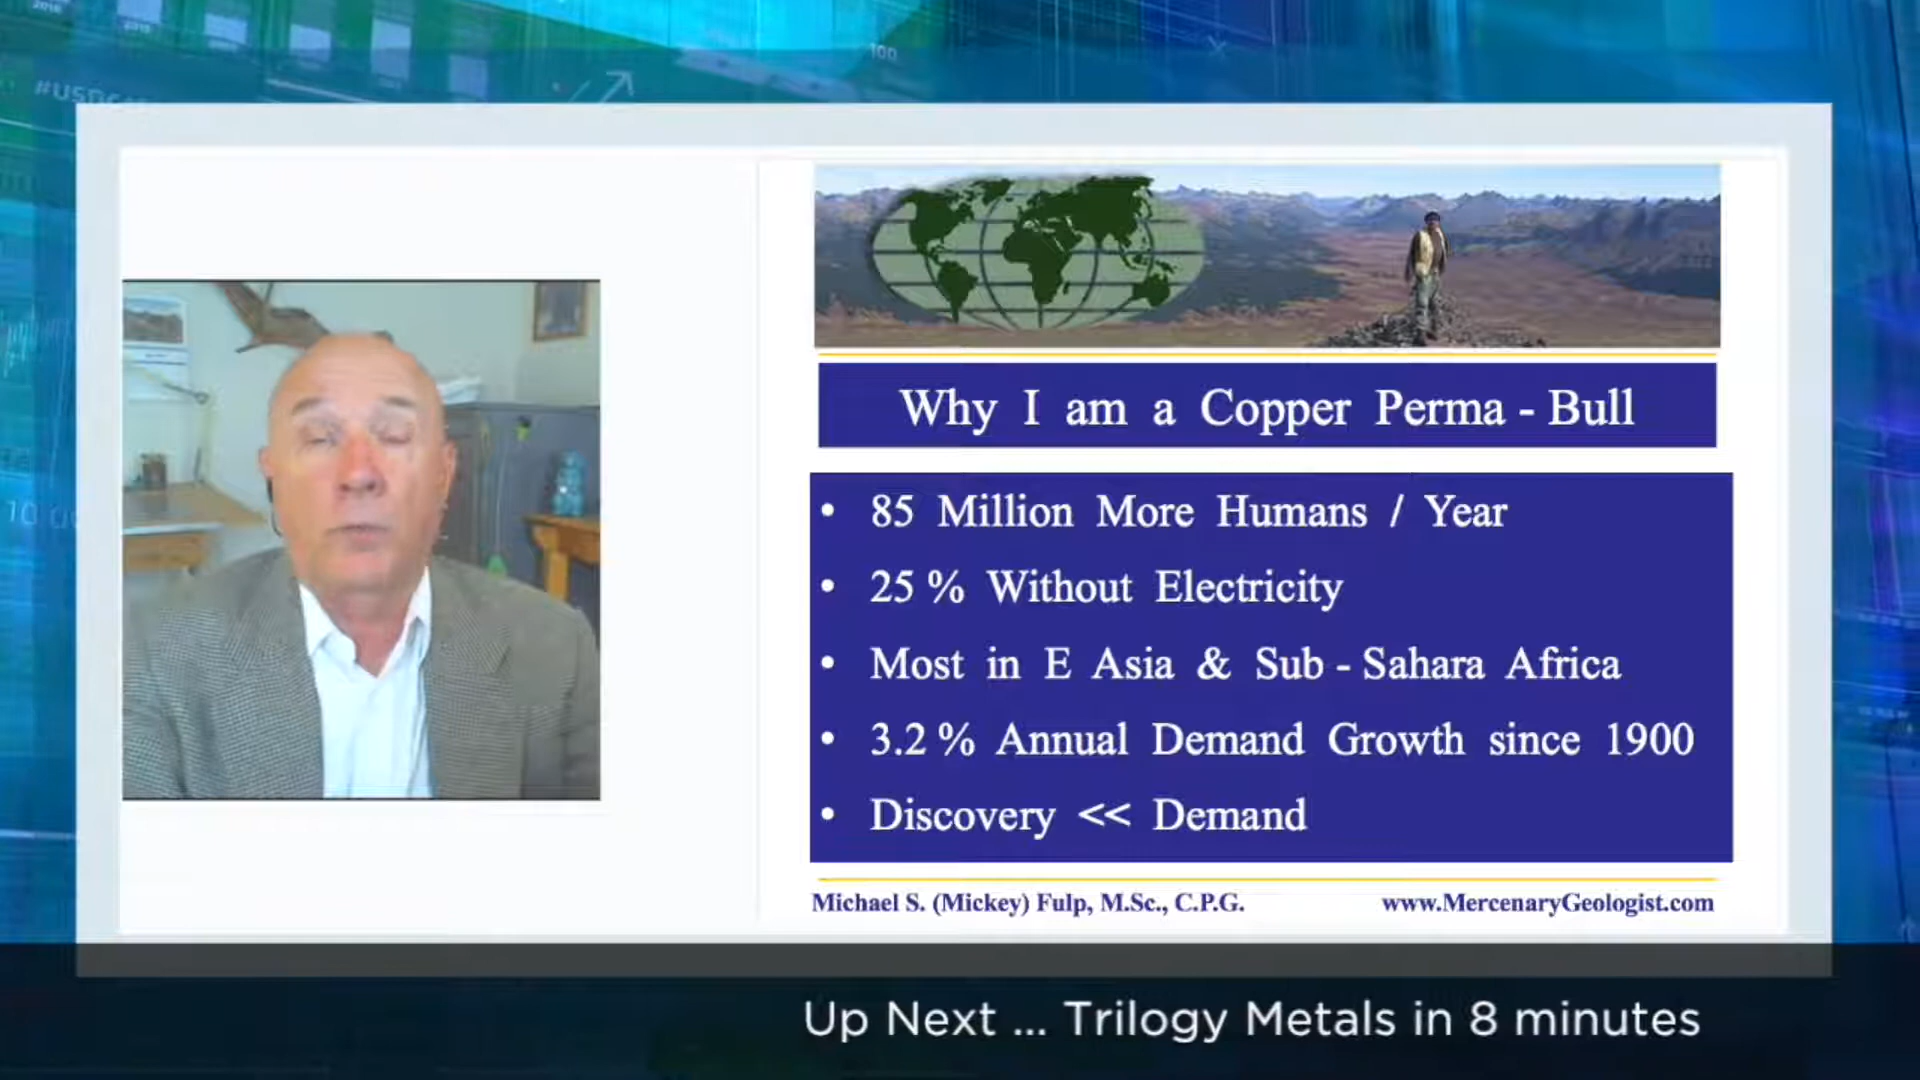 2016
100
Why I am a Copper Perma - Bull
• 85 Million More Humans / Year
• 25 % Without Electricity
• Most in E Asia & Sub - Sahara Africa
• 3.2 % Annual Demand Growth since 1900
• Discovery << Demand
Michael S. (Mickey) Fulp, M.Sc., C.P.G.
www.MercenaryGeologist.com
Up Next ... Trilogy Metals in 8 minutes